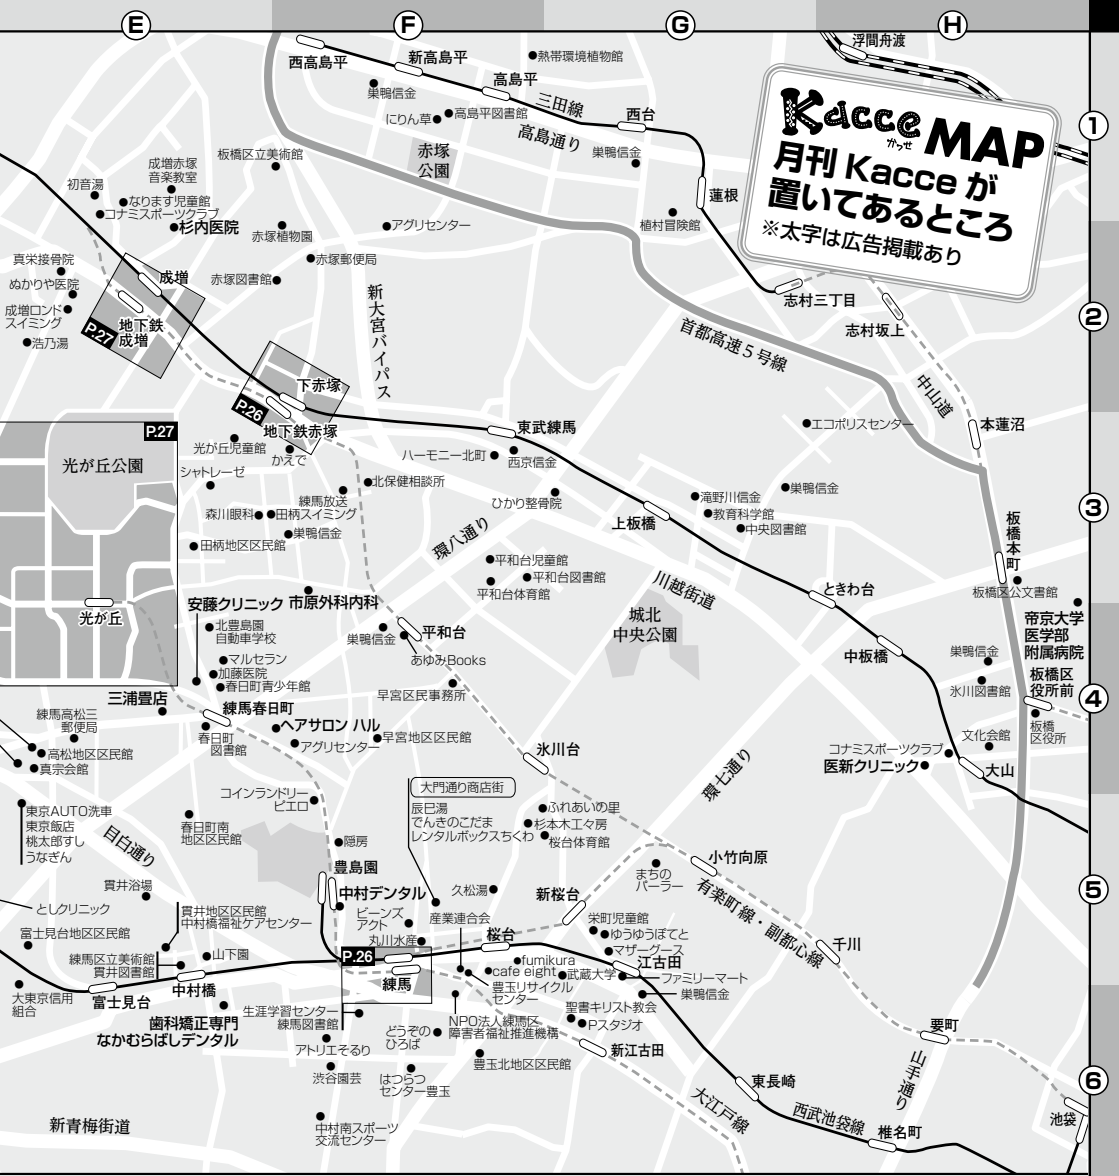 E
F
G
H
①
②
③
④
⑤
⑥
Kacce
かっせ
MAP
月刊 Kacce が
置いてあるところ
※太字は広告掲載あり
浮間舟渡
西高島平
新高島平
高島平
熱帯環境植物館
巣鴨信金
三田線
西台
にりん草
高島平図書館
高島通り
巣鴨信金
赤塚
公園
蓮根
植村冒険館
成増赤塚
音楽教室
板橋区立美術館
初音湯
なります児童館
コナミスポーツクラブ
杉内医院
赤塚植物園
アグリセンター
真栄接骨院
ぬかりや医院
成増ロンド
スイミング
浩乃湯
成増
地下鉄
成増
P.27
赤塚図書館
赤塚郵便局
新大宮バイパス
志村三丁目
志村坂上
首都高速5号線
中山道
下赤塚
P.26
地下鉄赤塚
東武練馬
エコポリスセンター
本蓮沼
P.27
光が丘公園
光が丘
光が丘児童館
かえで
ハーモニー北町
西京信金
シャトレーゼ
練馬放送
北保健相談所
ひかり整骨院
滝野川信金
巣鴨信金
森川眼科
田柄スイミング
教育科学館
上板橋
中央図書館
巣鴨信金
田柄地区区民館
環八通り
板橋本町
平和台児童館
平和台図書館
平和台体育館
川越街道
ときわ台
板橋区公文書館
安藤クリニック
市原外科内科
城北
中央公園
帝京大学
医学部
附属病院
北豊島園
自動車学校
巣鴨信金
平和台
あゆみBooks
中板橋
巣鴨信金
氷川図書館
板橋区
役所前
マルセラン
加藤医院
春日町青少年館
早宮区民事務所
三浦畳店
練馬春日町
ヘアサロン ハル
練馬高松三
郵便局
春日町
図書館
アグリセンター
早宮地区区民館
板橋
区役所
文化会館
高松地区区民館
真宗会館
氷川台
コナミスポーツクラブ
医新クリニック
大山
環七通り
コインランドリー
ピエロ
大門通り商店街
辰巳湯
でんきのこだま
レンタルボックスちくわ
ふれあいの里
杉本木工々房
桜台体育館
東京AUTO洗車
東京飯店
桃太郎すし
うなぎん
目白通り
春日町南
地区区民館
隠房
豊島園
中村デンタル
小竹向原
まちの
パーラー
有楽町線・副都心線
貫井浴場
久松湯
新桜台
としクリニック
貫井地区区民館
中村橋福祉ケアセンター
ビーンズ
アクト
産業連合会
栄町児童館
ゆうゆうぽてと
マザーグース
千川
富士見台地区区民館
丸川水産
桜台
練馬区立美術館
貫井図書館
山下園
P.26
練馬
fumikura
cafe eight
武蔵大学
江古田
ファミリーマート
巣鴨信金
豊玉リサイクル
センター
大東京信用
組合
富士見台
中村橋
歯科矯正専門
なかむらばしデンタル
生涯学習センター
練馬図書館
どうぞの
ひろば
NPO法人練馬区
障害者福祉推進機構
聖書キリスト教会
Pスタジオ
要町
アトリエそるり
渋谷園芸
はつらつ
センター豊玉
豊玉北地区区民館
新江古田
山手通り
新青梅街道
中村南スポーツ
交流センター
大江戸線
東長崎
西武池袋線
椎名町
池袋